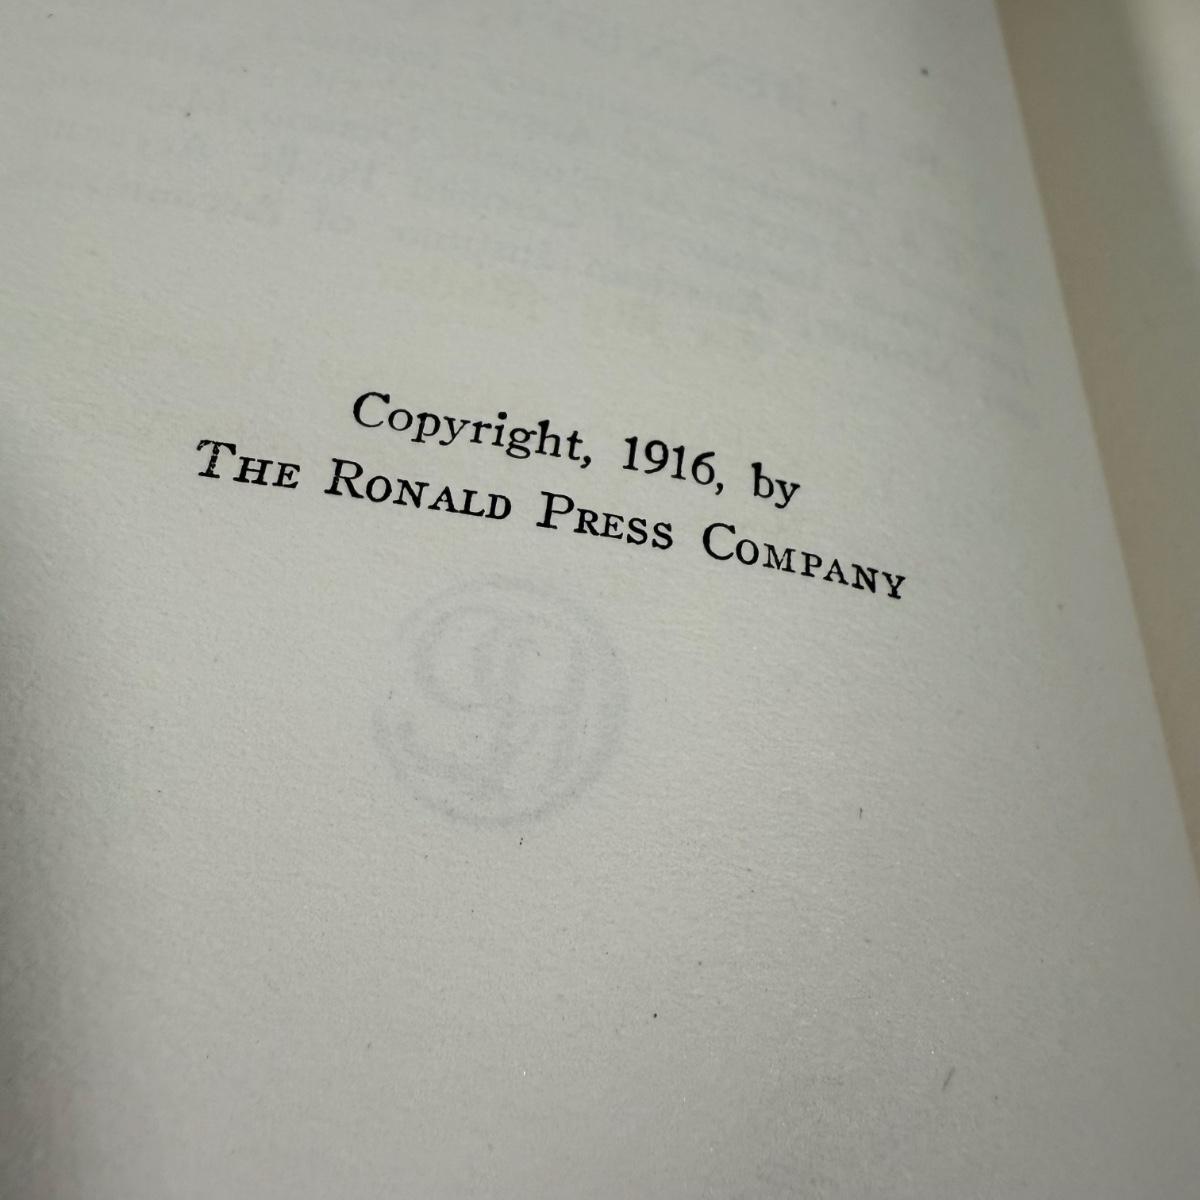 Copyright, 1916, by
THE RONALD PRESS COMPANY